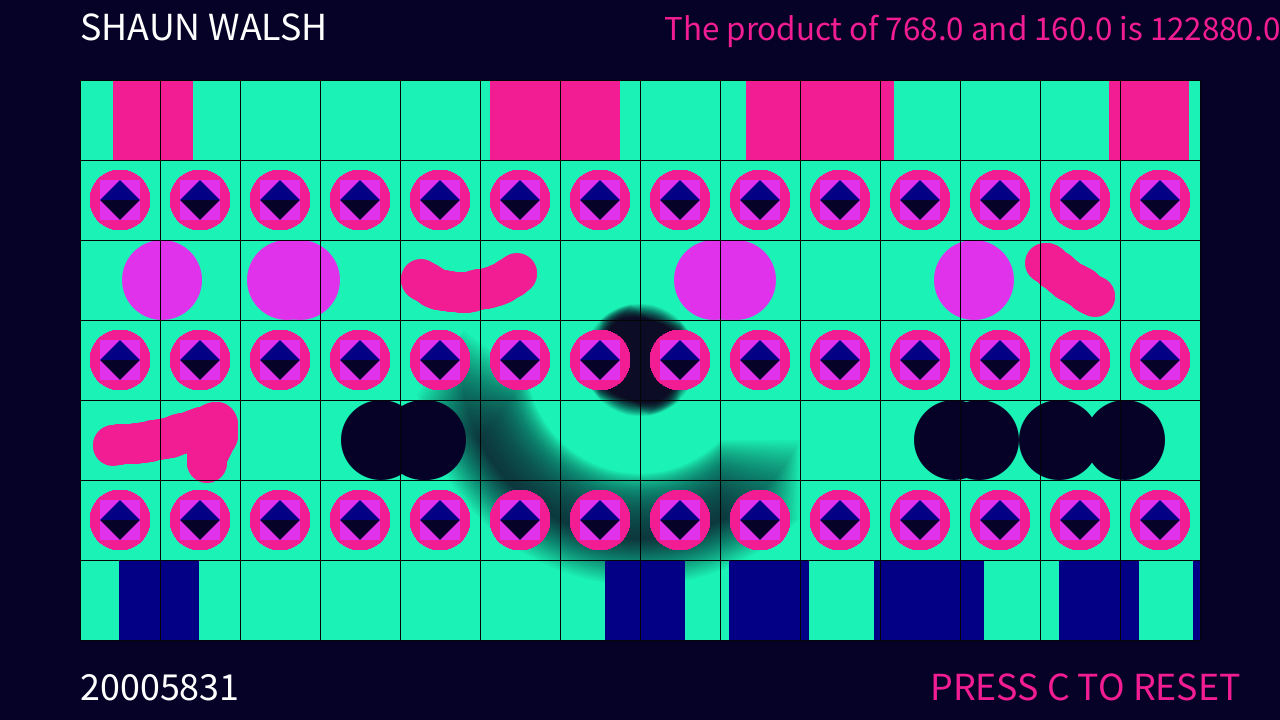 SHAUN WALSH
The product of 768.0 and 160.0 is 122880.0
20005831
PRESS C TO RESET